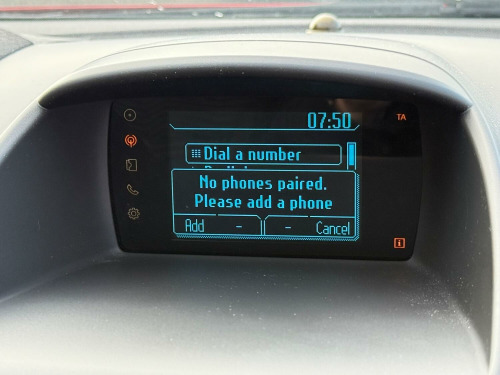 07:50
TA
Dial a number
No phones paired.
Please add a phone
Add - - Cancel
i